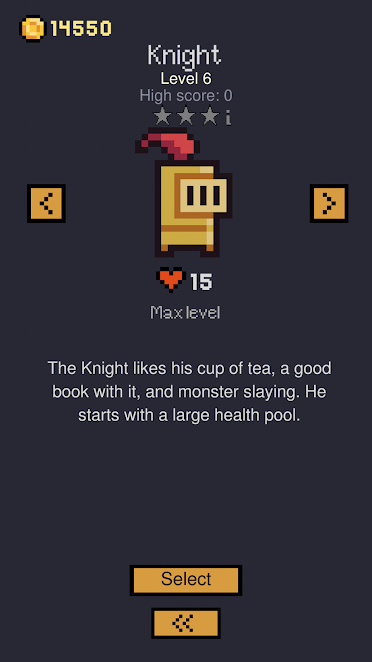 14550
Knight
Level 6
High score: 0
i
<
>
15
Max level
The Knight likes his cup of tea, a good
book with it, and monster slaying. He
starts with a large health pool.
Select
<<